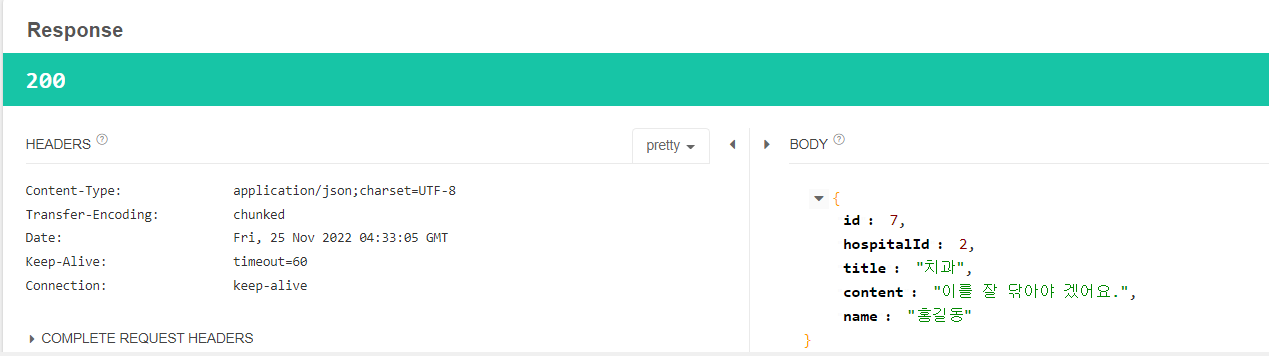 Response
200
HEADERS ?
pretty
Content-Type: application/json;charset=UTF-8
Transfer-Encoding: chunked
Date: Fri, 25 Nov 2022 04:33:05 GMT
Keep-Alive: timeout=60
Connection: keep-alive
COMPLETE REQUEST HEADERS
BODY ?
{
id : 7,
hospitalId : 2,
title : "치과",
content : "이를 잘 닦아야 겠어요.",
name : "홍길동"
}